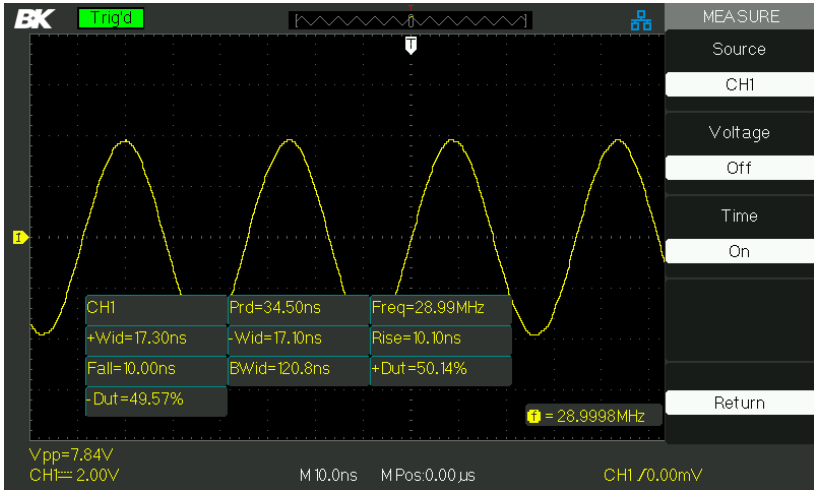 BK Trig'd T MEASURE
T
Source
CH1
Voltage
Off
Time
On
1
CH1 Prd=34.50ns Freq=28.99MHz
+Wid=17.30ns -Wid=17.10ns Rise=10.10ns
Fall=10.00ns BWid=120.8ns +Dut=50.14%
-Dut=49.57%
f = 28.9998MHz
Return
Vpp=7.84V
CH1 2.00V M 10.0ns M Pos:0.00µs CH1 /0.00mV